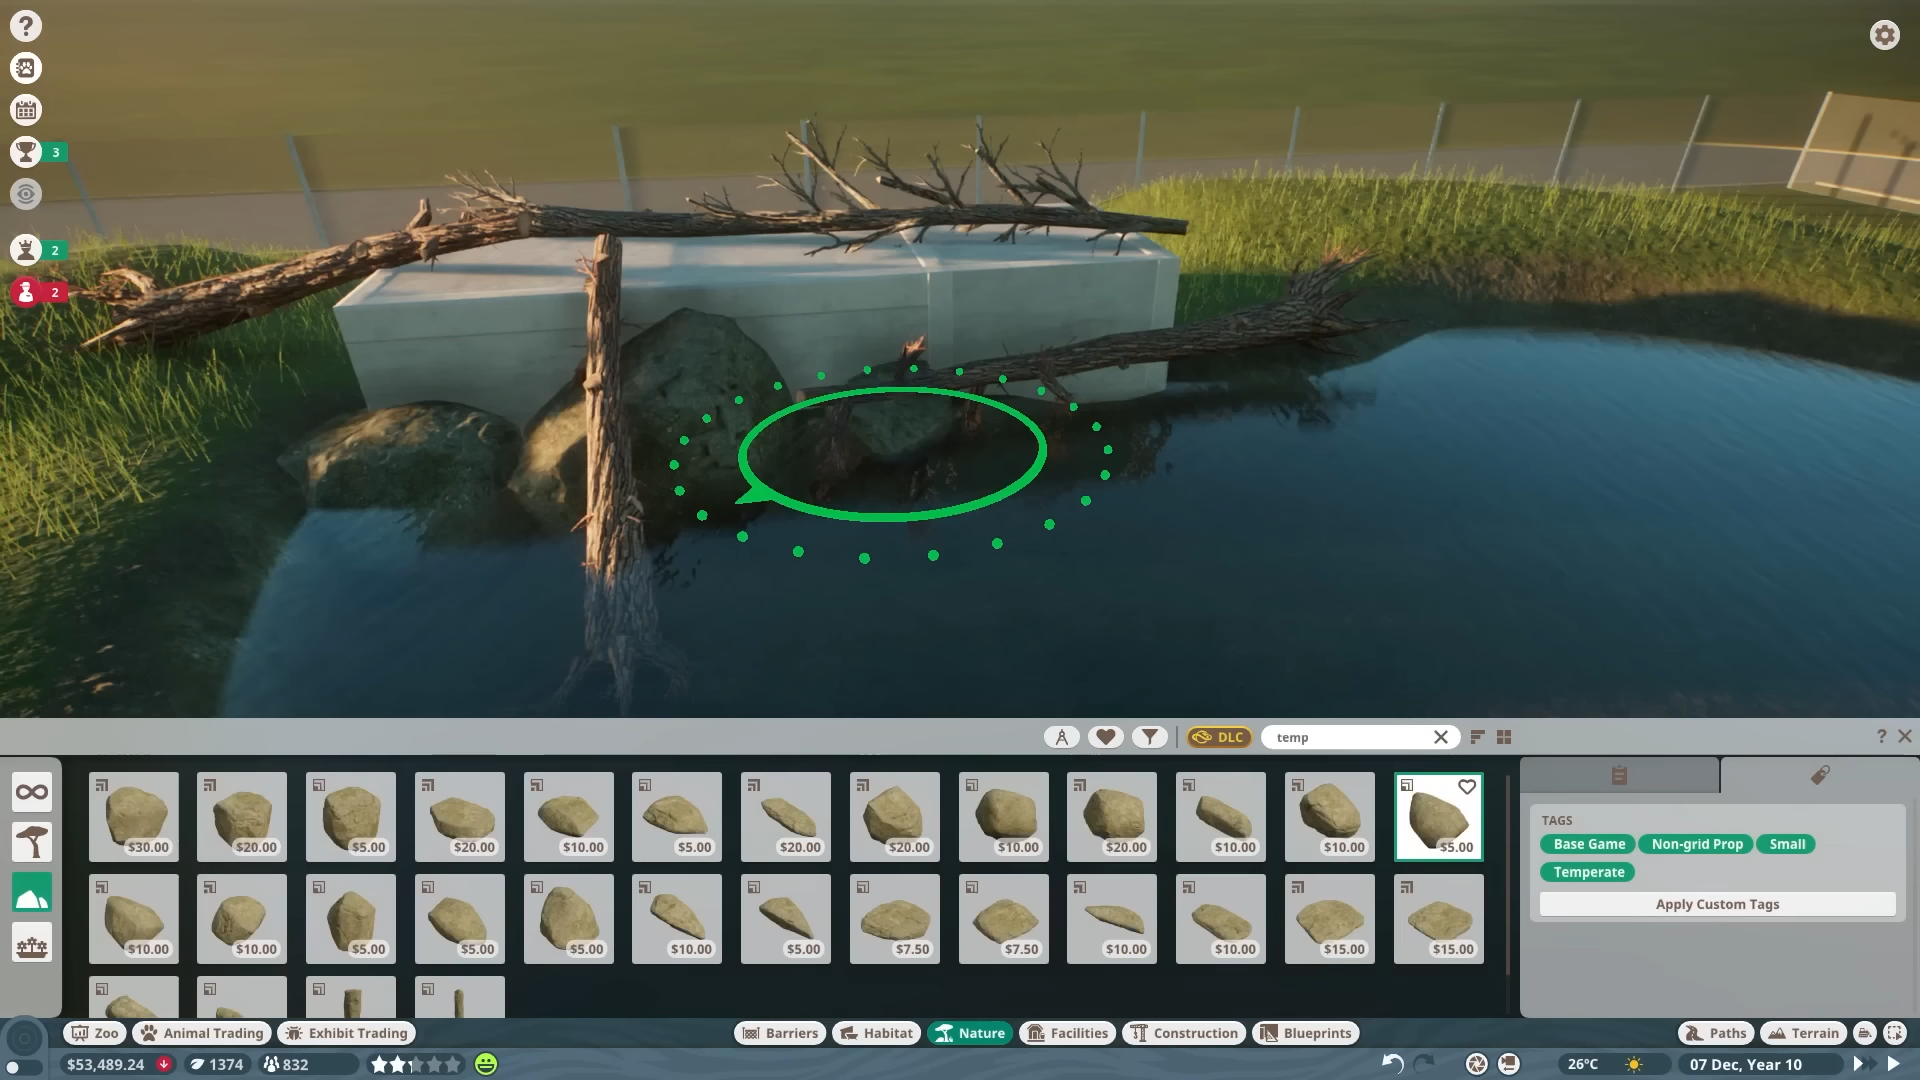 ?
3
2
2
DLC
temp
?
$30.00 $20.00 $5.00 $20.00 $10.00 $5.00 $20.00 $20.00 $10.00 $20.00 $10.00 $10.00 $5.00
$10.00 $10.00 $5.00 $5.00 $5.00 $10.00 $5.00 $7.50 $7.50 $10.00 $10.00 $15.00 $15.00
TAGS
Base Game Non-grid Prop Small
Temperate
Apply Custom Tags
Zoo Animal Trading Exhibit Trading Barriers Habitat Nature Facilities Construction Blueprints Paths Terrain
$53,489.24 1374 832 26°C 07 Dec, Year 10